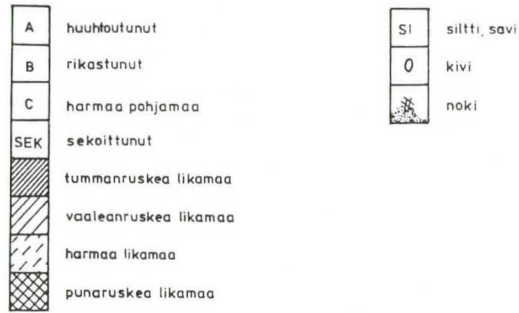 A huuhtoutunut
B rikastunut
C harmaa pohjamaa
SEK sekoittunut
tummanruskea likamaa
vaaleanruskea likamaa
harmaa likamaa
punaruskea likamaa
SI siltti, savi
kivi
noki